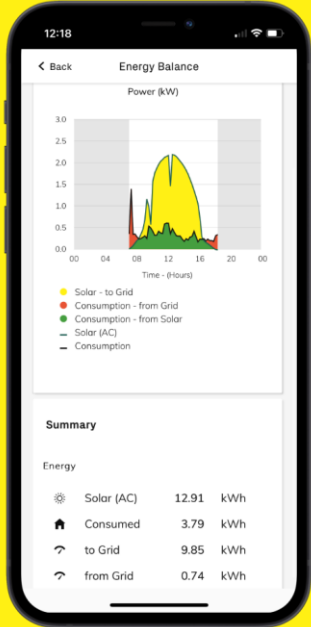 12:18
Back Energy Balance
Power (kW)
3.0
2.5
2.0
1.5
1.0
0.5
0.0
00 04 08 12 16 20 00
Time - (Hours)
Solar - to Grid
Consumption - from Grid
Consumption - from Solar
Solar (AC)
Consumption
Summary
Energy
Solar (AC) 12.91 kWh
Consumed 3.79 kWh
to Grid 9.85 kWh
from Grid 0.74 kWh